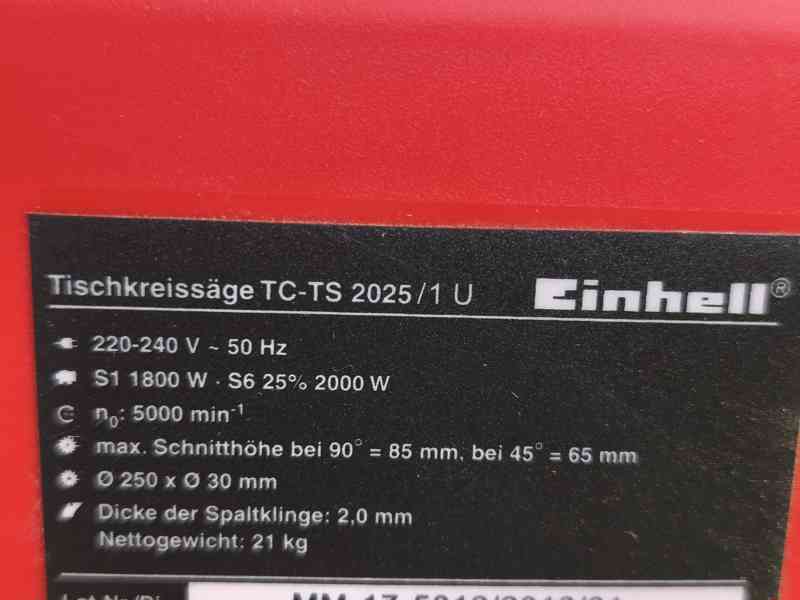 Tischkreissäge TC-TS 2025/1 U Einhell®
220-240 V ~ 50 Hz
S1 1800 W · S6 25% 2000 W
n₀: 5000 min⁻¹
max. Schnitthöhe bei 90° = 85 mm, bei 45° = 65 mm
Ø 250 x Ø 30 mm
Dicke der Spaltklinge: 2,0 mm
Nettogewicht: 21 kg